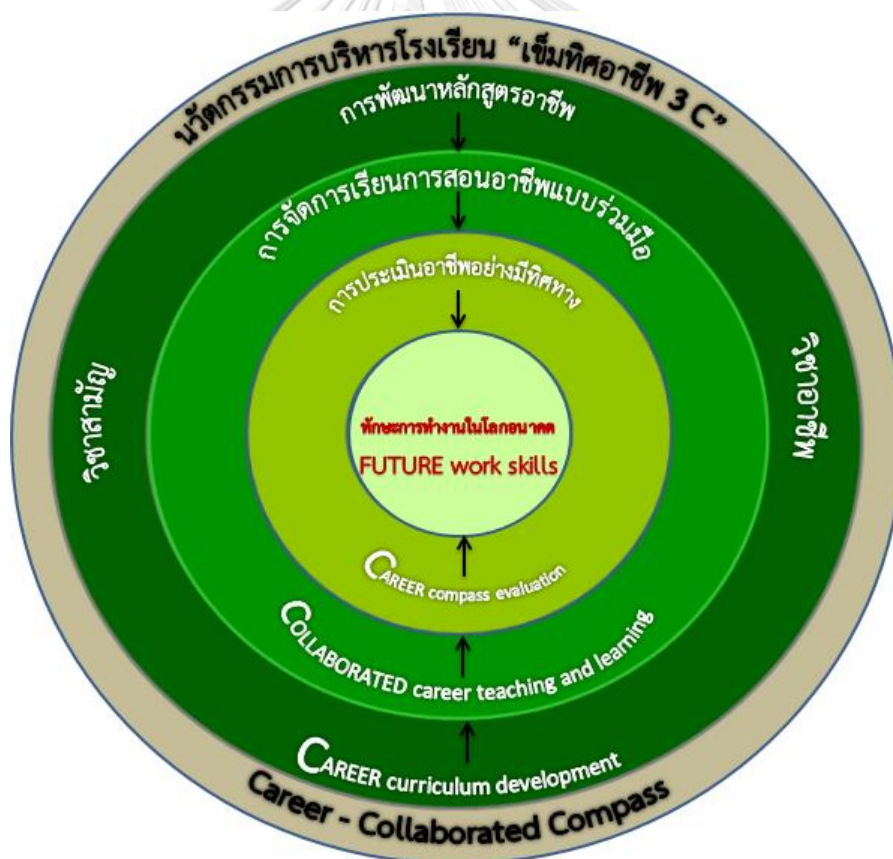 นวัตกรรมการบริหารโรงเรียน “เข็มทิศอาชีพ 3 C”
การพัฒนาหลักสูตรอาชีพ
การจัดการเรียนการสอนอาชีพแบบร่วมมือ
การประเมินอาชีพอย่างมีทิศทาง
วิชาสามัญ
วิชาอาชีพ
ทักษะการทำงานในโลกอนาคต
FUTURE work skills
CAREER compass evaluation
COLLABORATED career teaching and learning
CAREER curriculum development
Career - Collaborated Compass